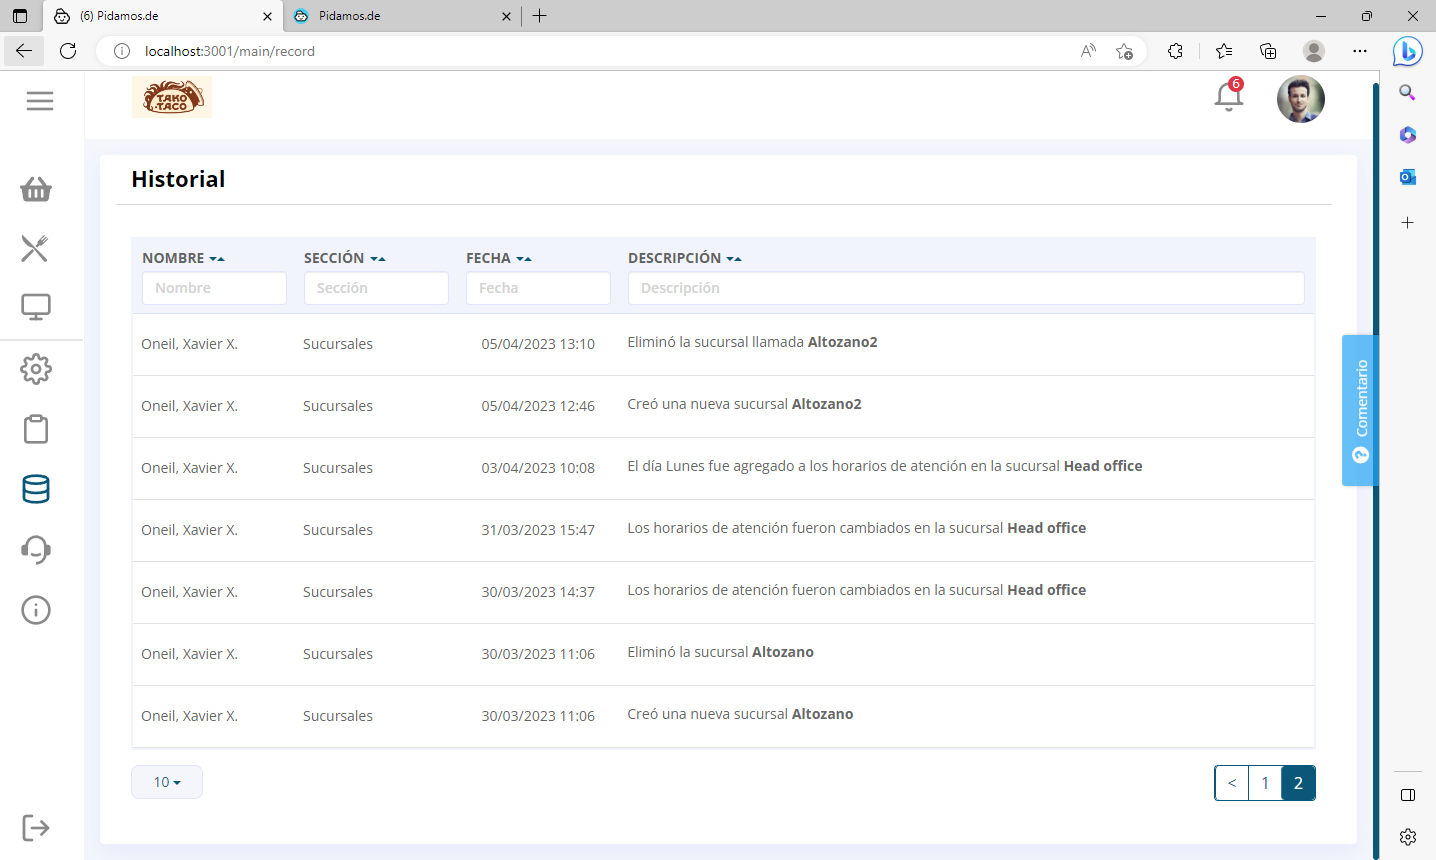 (6) Pidamos.de
Pidamos.de
localhost:3001/main/record
TAKO
TACO
6
Historial
NOMBRE SECCIÓN FECHA DESCRIPCIÓN
Nombre Sección Fecha Descripción
Oneil, Xavier X. Sucursales 05/04/2023 13:10 Eliminó la sucursal llamada Altozano2
Oneil, Xavier X. Sucursales 05/04/2023 12:46 Creó una nueva sucursal Altozano2
Oneil, Xavier X. Sucursales 03/04/2023 10:08 El día Lunes fue agregado a los horarios de atención en la sucursal Head office
Oneil, Xavier X. Sucursales 31/03/2023 15:47 Los horarios de atención fueron cambiados en la sucursal Head office
Oneil, Xavier X. Sucursales 30/03/2023 14:37 Los horarios de atención fueron cambiados en la sucursal Head office
Oneil, Xavier X. Sucursales 30/03/2023 11:06 Eliminó la sucursal Altozano
Oneil, Xavier X. Sucursales 30/03/2023 11:06 Creó una nueva sucursal Altozano
Comentario
10
< 1 2